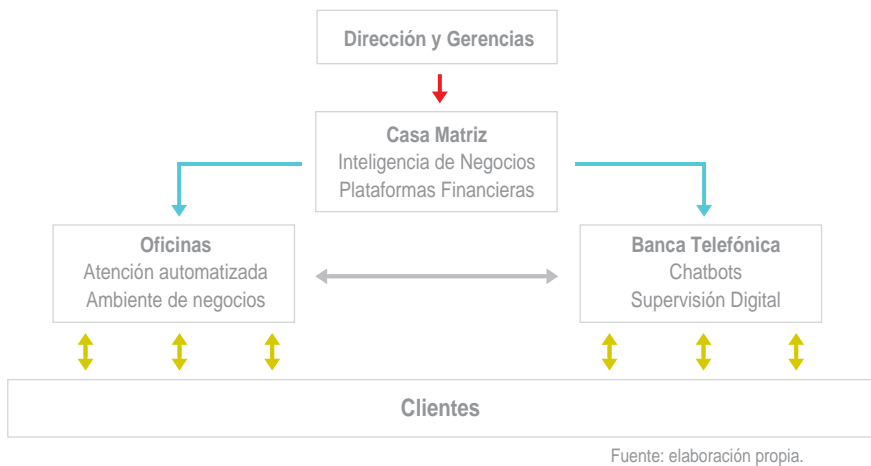 Dirección y Gerencias
Casa Matriz
Inteligencia de Negocios
Plataformas Financieras
Oficinas
Atención automatizada
Ambiente de negocios
Banca Telefónica
Chatbots
Supervisión Digital
Clientes
Fuente: elaboración propia.